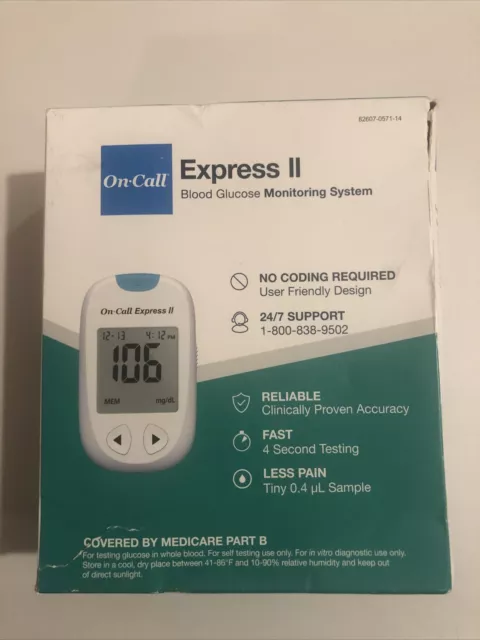 82607-0571-14
On·Call
Express II
Blood Glucose Monitoring System
NO CODING REQUIRED
User Friendly Design
24/7 SUPPORT
1-800-838-9502
On·Call Express II
12-13 4:12 PM
106
MEM mg/dL
RELIABLE
Clinically Proven Accuracy
FAST
4 Second Testing
LESS PAIN
Tiny 0.4 µL Sample
COVERED BY MEDICARE PART B
For testing glucose in whole blood. For self testing use only. For in vitro diagnostic use only.
Store in a cool, dry place between 41-86°F and 10-90% relative humidity and keep out
of direct sunlight.